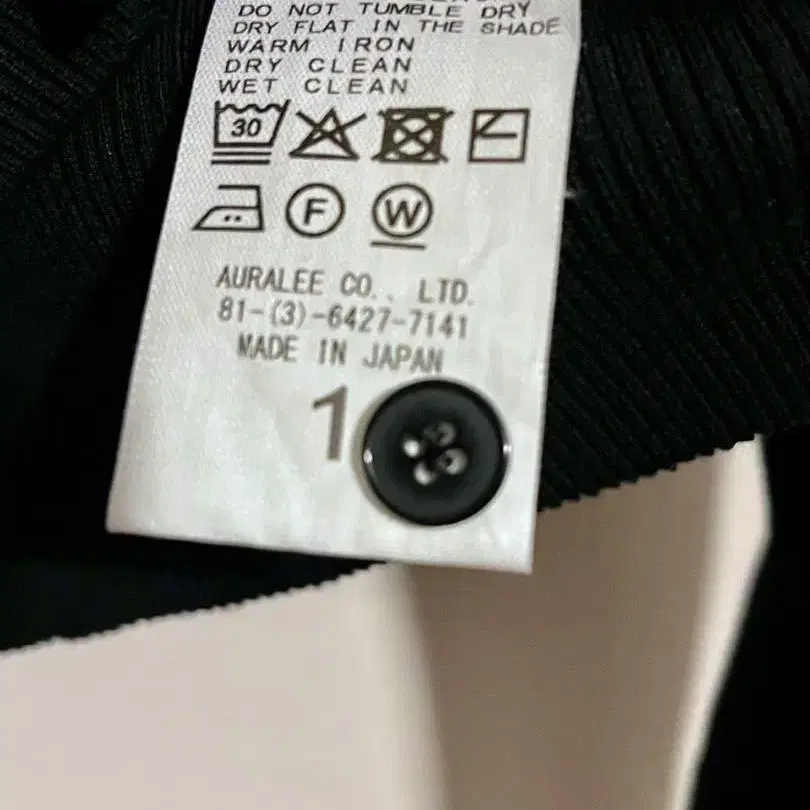 DO NOT TUMBLE DRY
DRY FLAT IN THE SHADE
WARM IRON
DRY CLEAN
WET CLEAN
30
F W
AURALEE CO., LTD.
81-(3)-6427-7141
MADE IN JAPAN
1